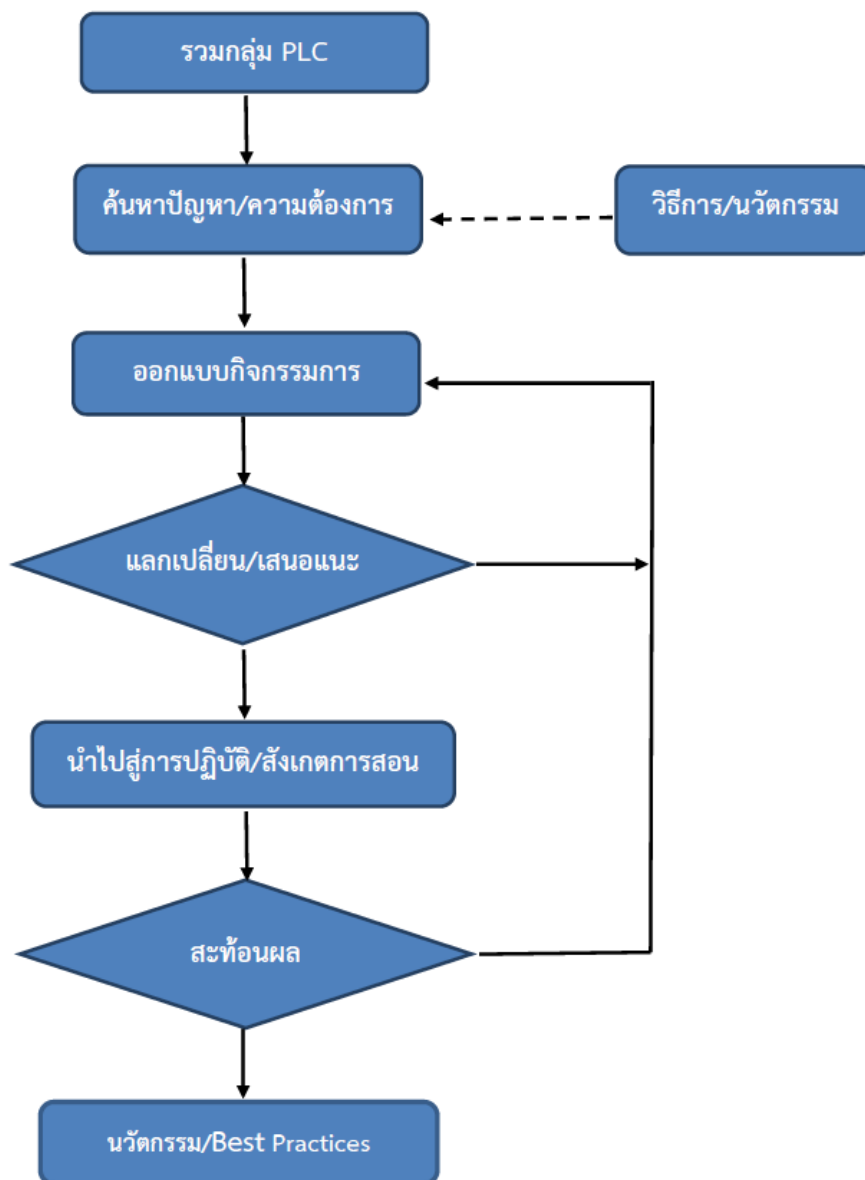 รวมกลุ่ม PLC
ค้นหาปัญหา/ความต้องการ
วิธีการ/นวัตกรรม
ออกแบบกิจกรรมการ
แลกเปลี่ยน/เสนอแนะ
นำไปสู่การปฏิบัติ/สังเกตการสอน
สะท้อนผล
นวัตกรรม/Best Practices